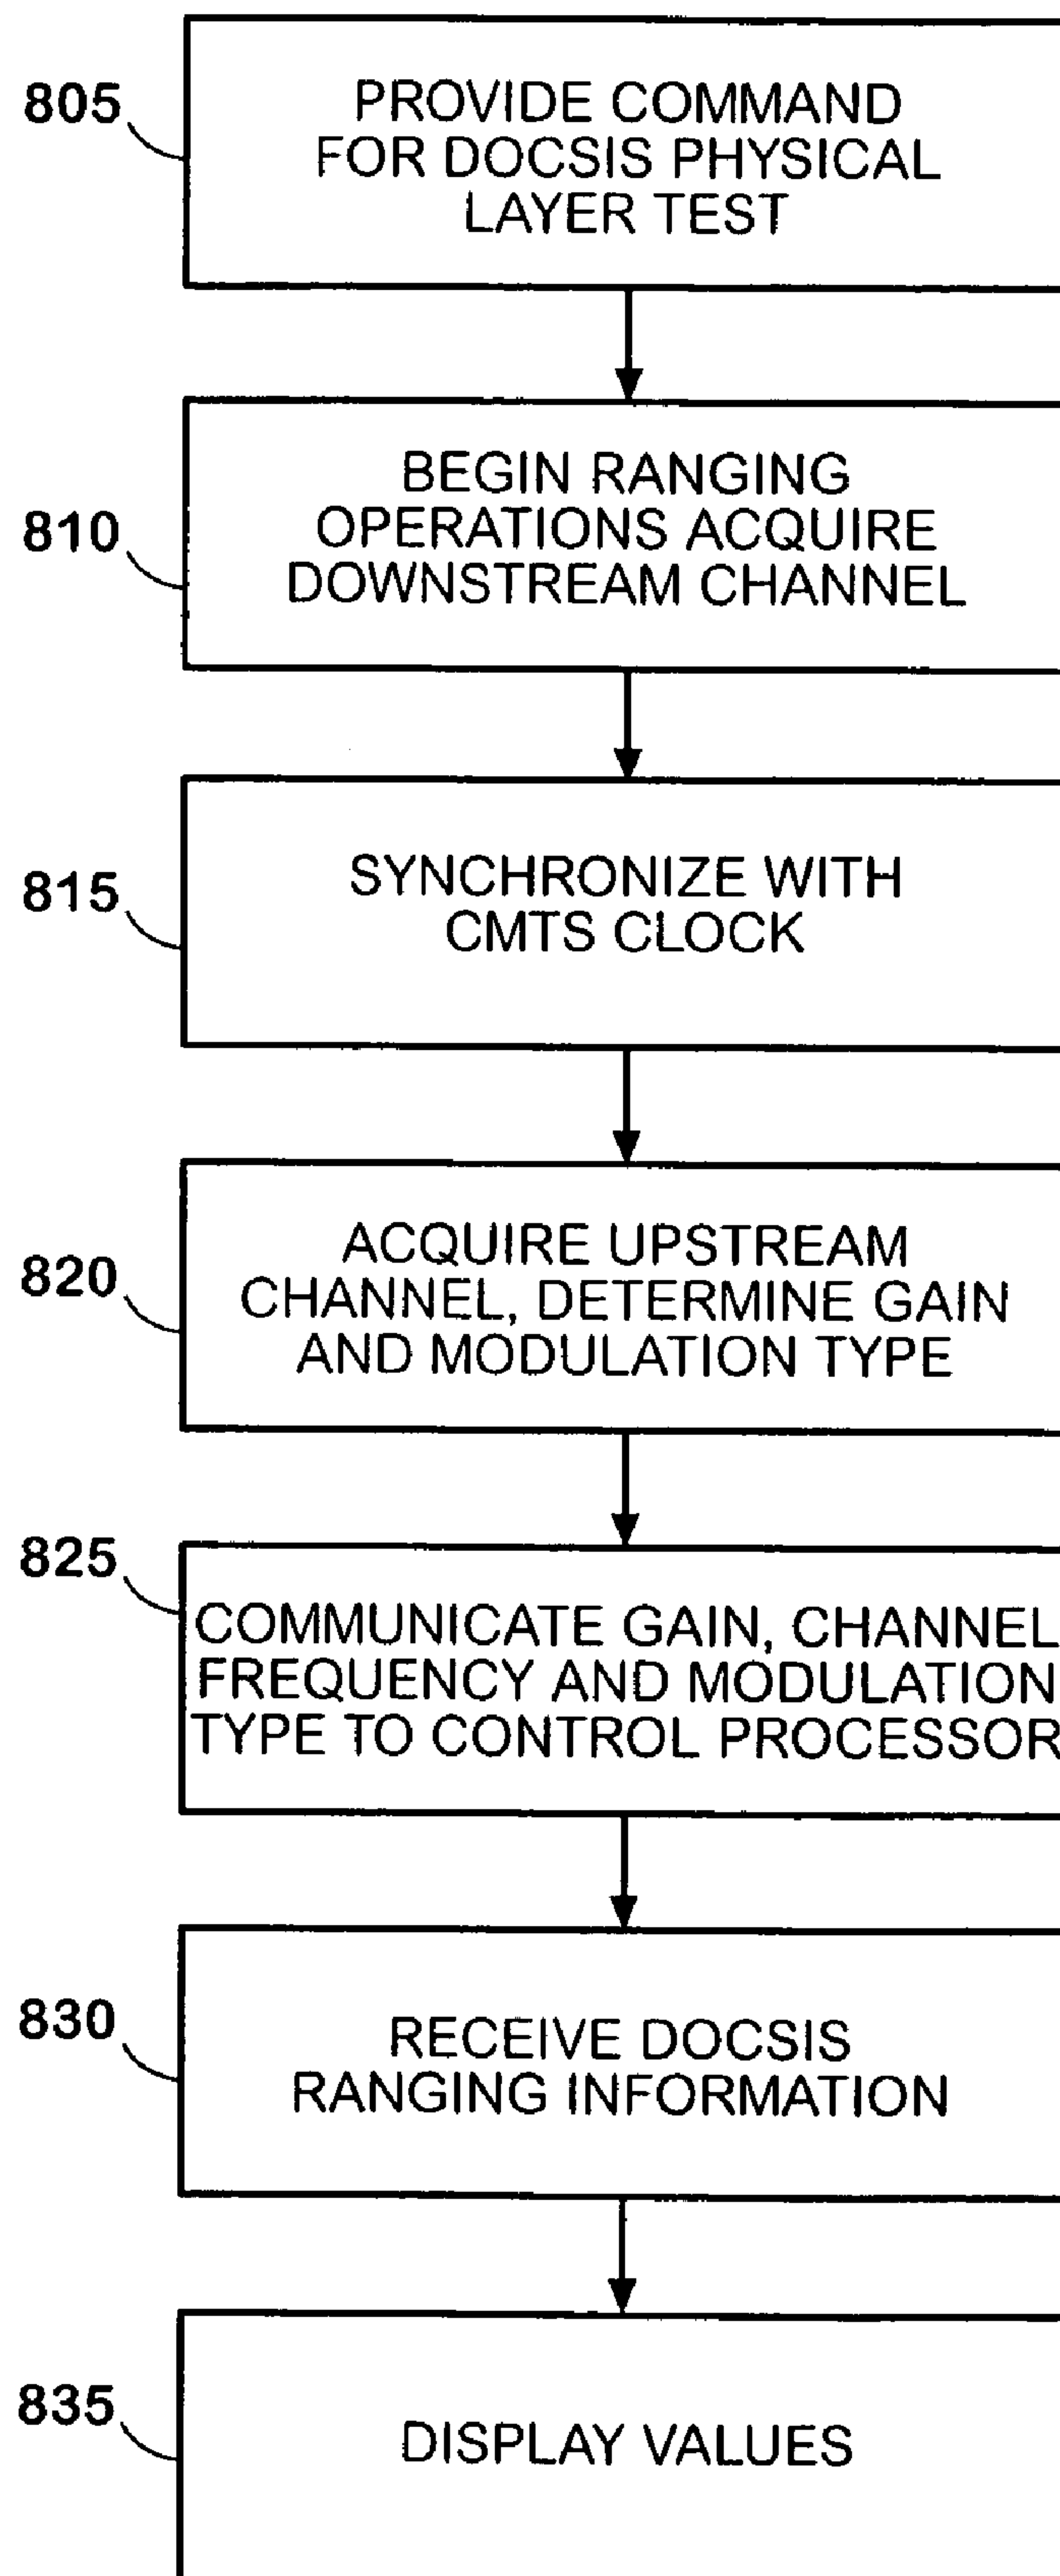 805
PROVIDE COMMAND
FOR DOCSIS PHYSICAL
LAYER TEST
810
BEGIN RANGING
OPERATIONS ACQUIRE
DOWNSTREAM CHANNEL
815
SYNCHRONIZE WITH
CMTS CLOCK
820
ACQUIRE UPSTREAM
CHANNEL, DETERMINE GAIN
AND MODULATION TYPE
825
COMMUNICATE GAIN, CHANNEL
FREQUENCY AND MODULATION
TYPE TO CONTROL PROCESSOR
830
RECEIVE DOCSIS
RANGING INFORMATION
835
DISPLAY VALUES